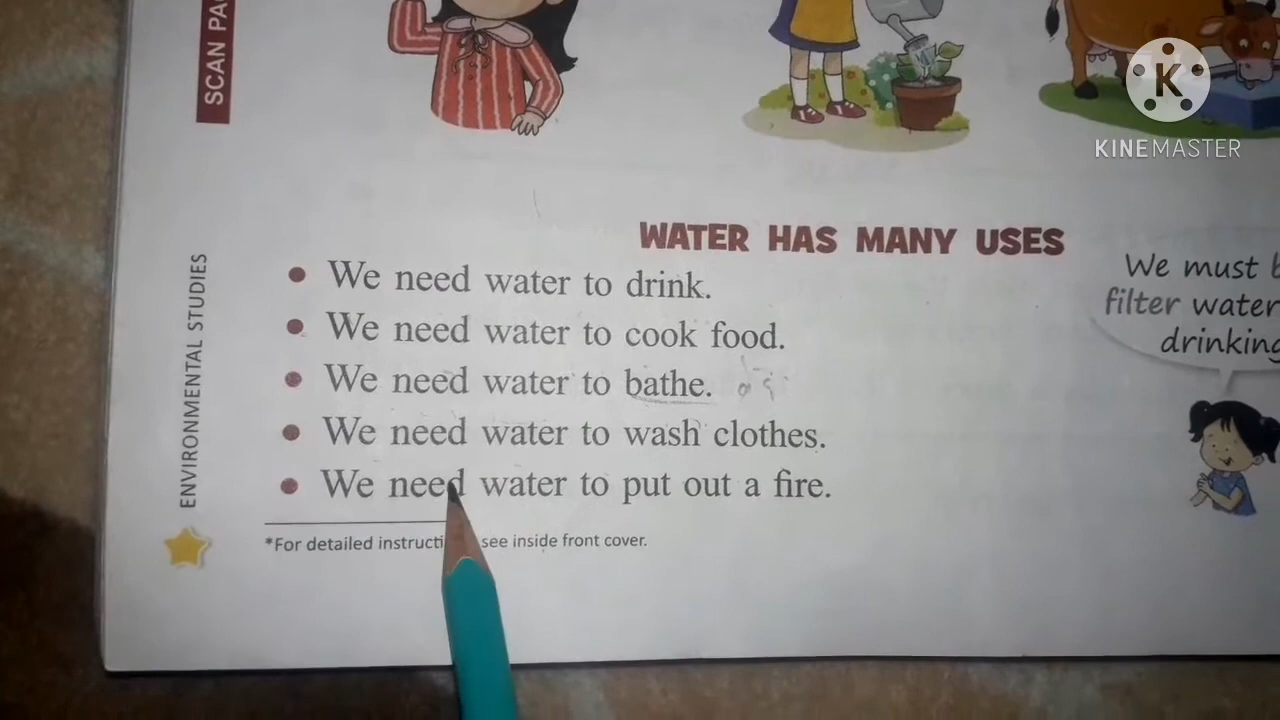 SCAN
K
KINEMASTER
WATER HAS MANY USES
• We need water to drink.
• We need water to cook food.
• We need water to bathe.
• We need water to wash clothes.
• We need water to put out a fire.
*For detailed see inside front cover.
We must
filter water
drinking
ENVIRONMENTAL STUDIES